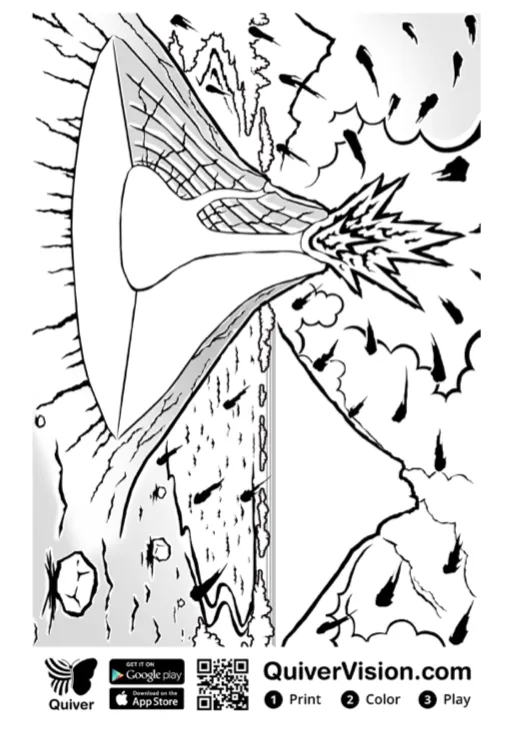 QuiverVision.com
Quiver
GET IT ON
Google play
Download on the
App Store
1 Print 2 Color 3 Play